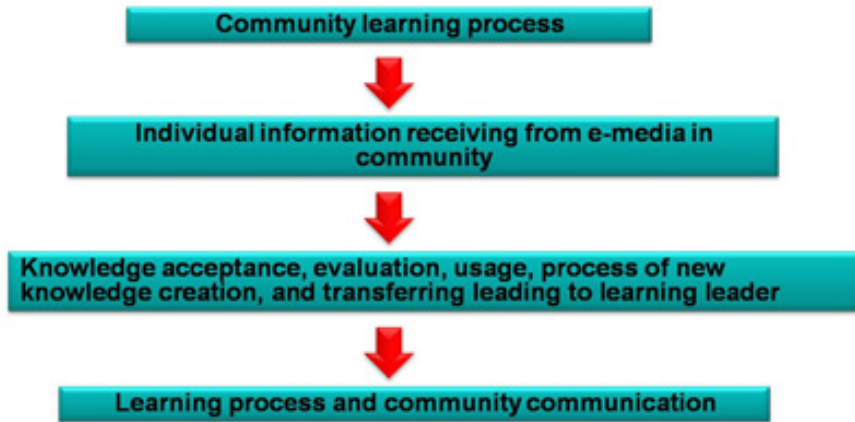 Community learning process
Individual information receiving from e-media in
community
Knowledge acceptance, evaluation, usage, process of new
knowledge creation, and transferring leading to learning leader
Learning process and community communication